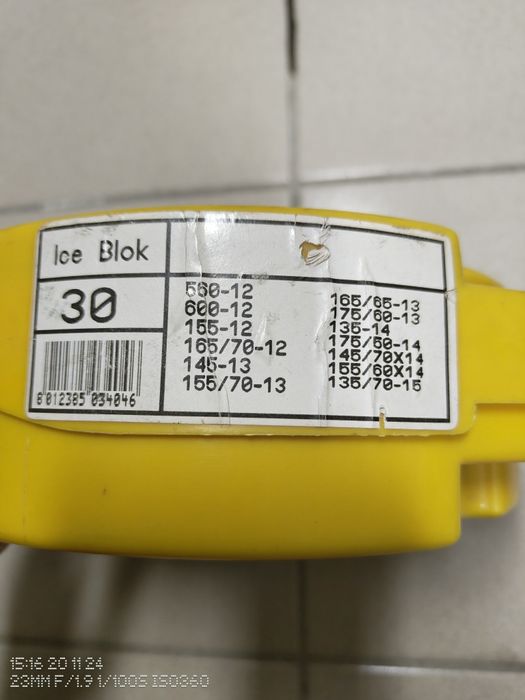 Ice Blok
30
8 012385 034046
560-12
600-12
155-12
165/70-12
145-13
155/70-13
165/65-13
175/60-13
135-14
175/50-14
145/70X14
155/60X14
135/70-15
15:16 20 11 24
23MM F/1.9 1/100S ISO360